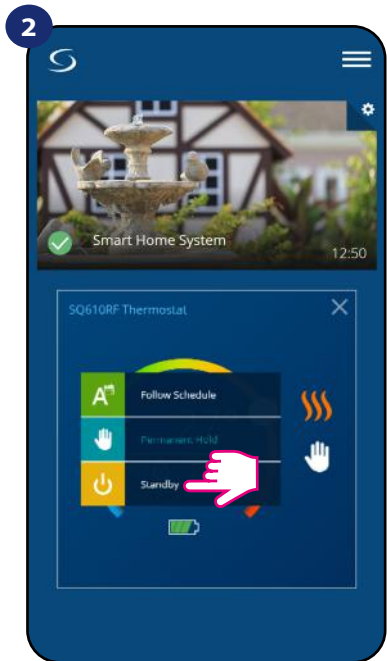 2
Smart Home System
12:50
SQ610RF Thermostat
A
Follow Schedule
Permanent Hold
Standby